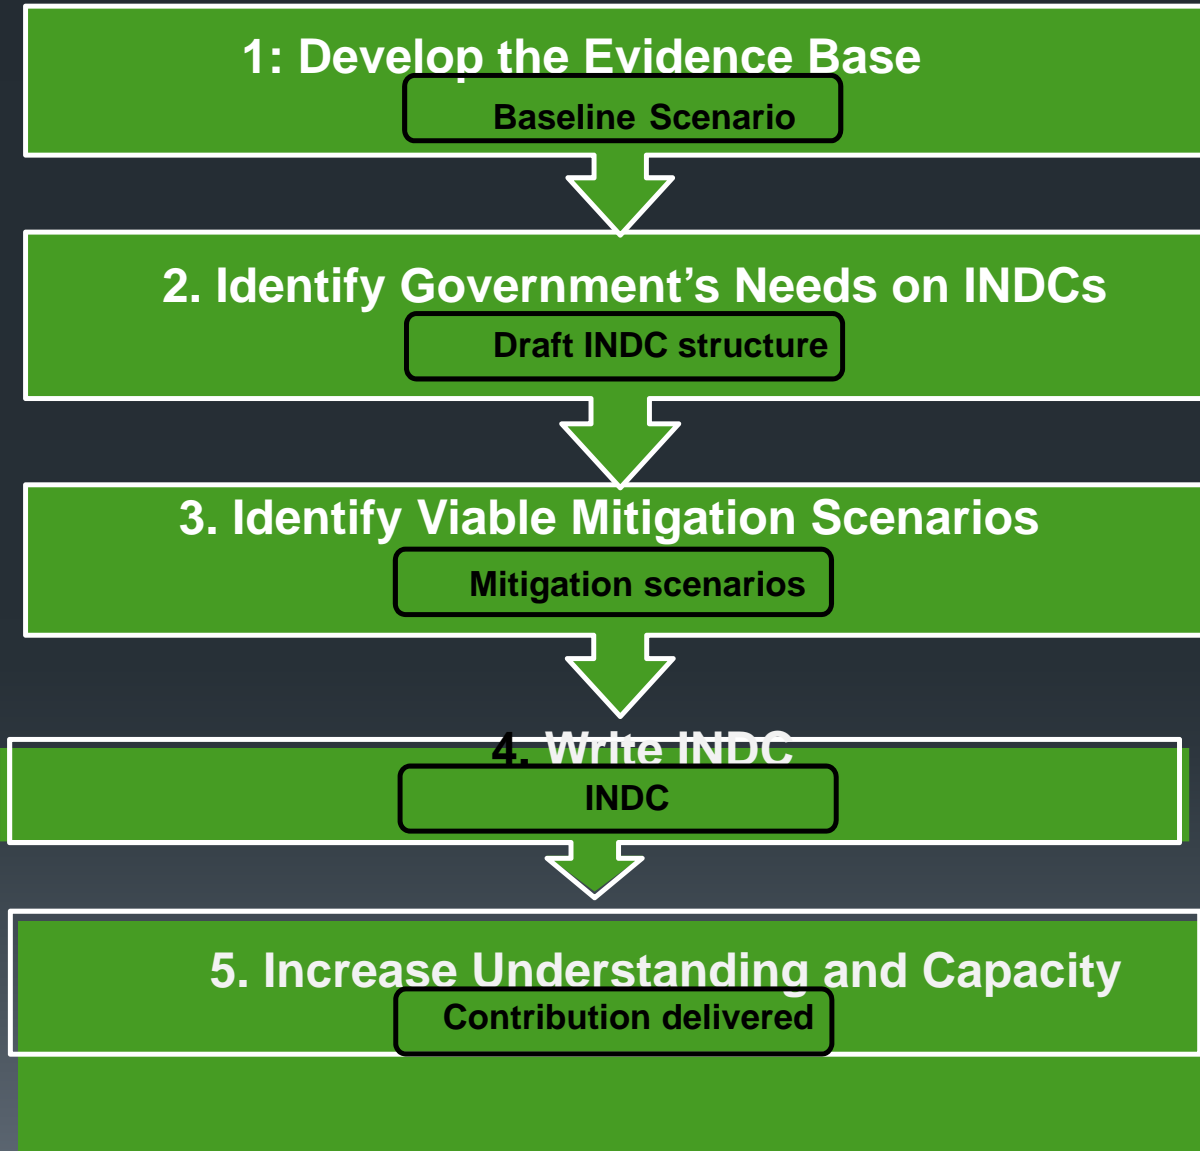 1: Develop the Evidence Base
Baseline Scenario
2. Identify Government’s Needs on INDCs
Draft INDC structure
3. Identify Viable Mitigation Scenarios
Mitigation scenarios
4. Write INDC
INDC
5. Increase Understanding and Capacity
Contribution delivered